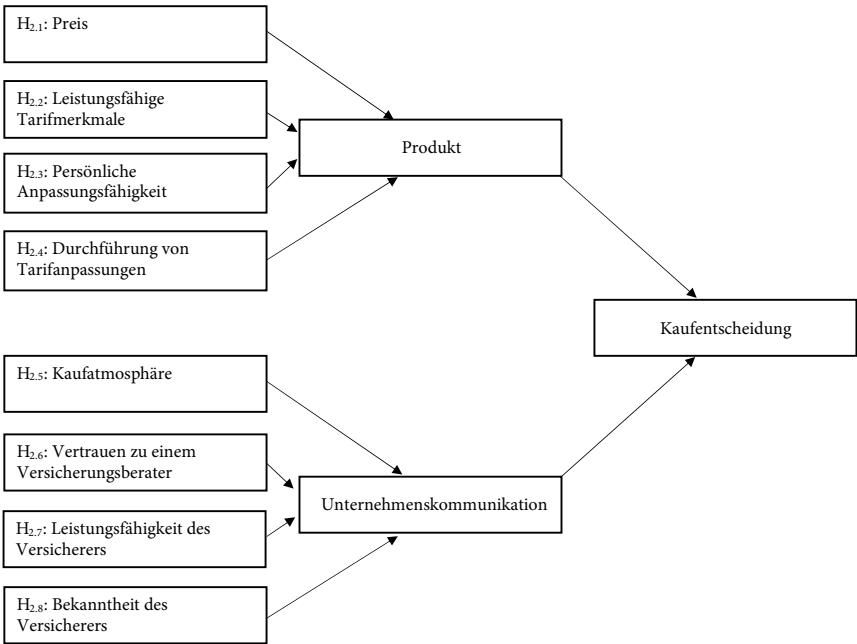 H2.1: Preis
H2.2: Leistungsfähige
Tarifmerkmale
Produkt
H2.3: Persönliche
Anpassungsfähigkeit
H2.4: Durchführung von
Tarifanpassungen
Kaufentscheidung
H2.5: Kaufatmosphäre
H2.6: Vertrauen zu einem
Versicherungsberater
Unternehmenskommunikation
H2.7: Leistungsfähigkeit des
Versicherers
H2.8: Bekanntheit des
Versicherers